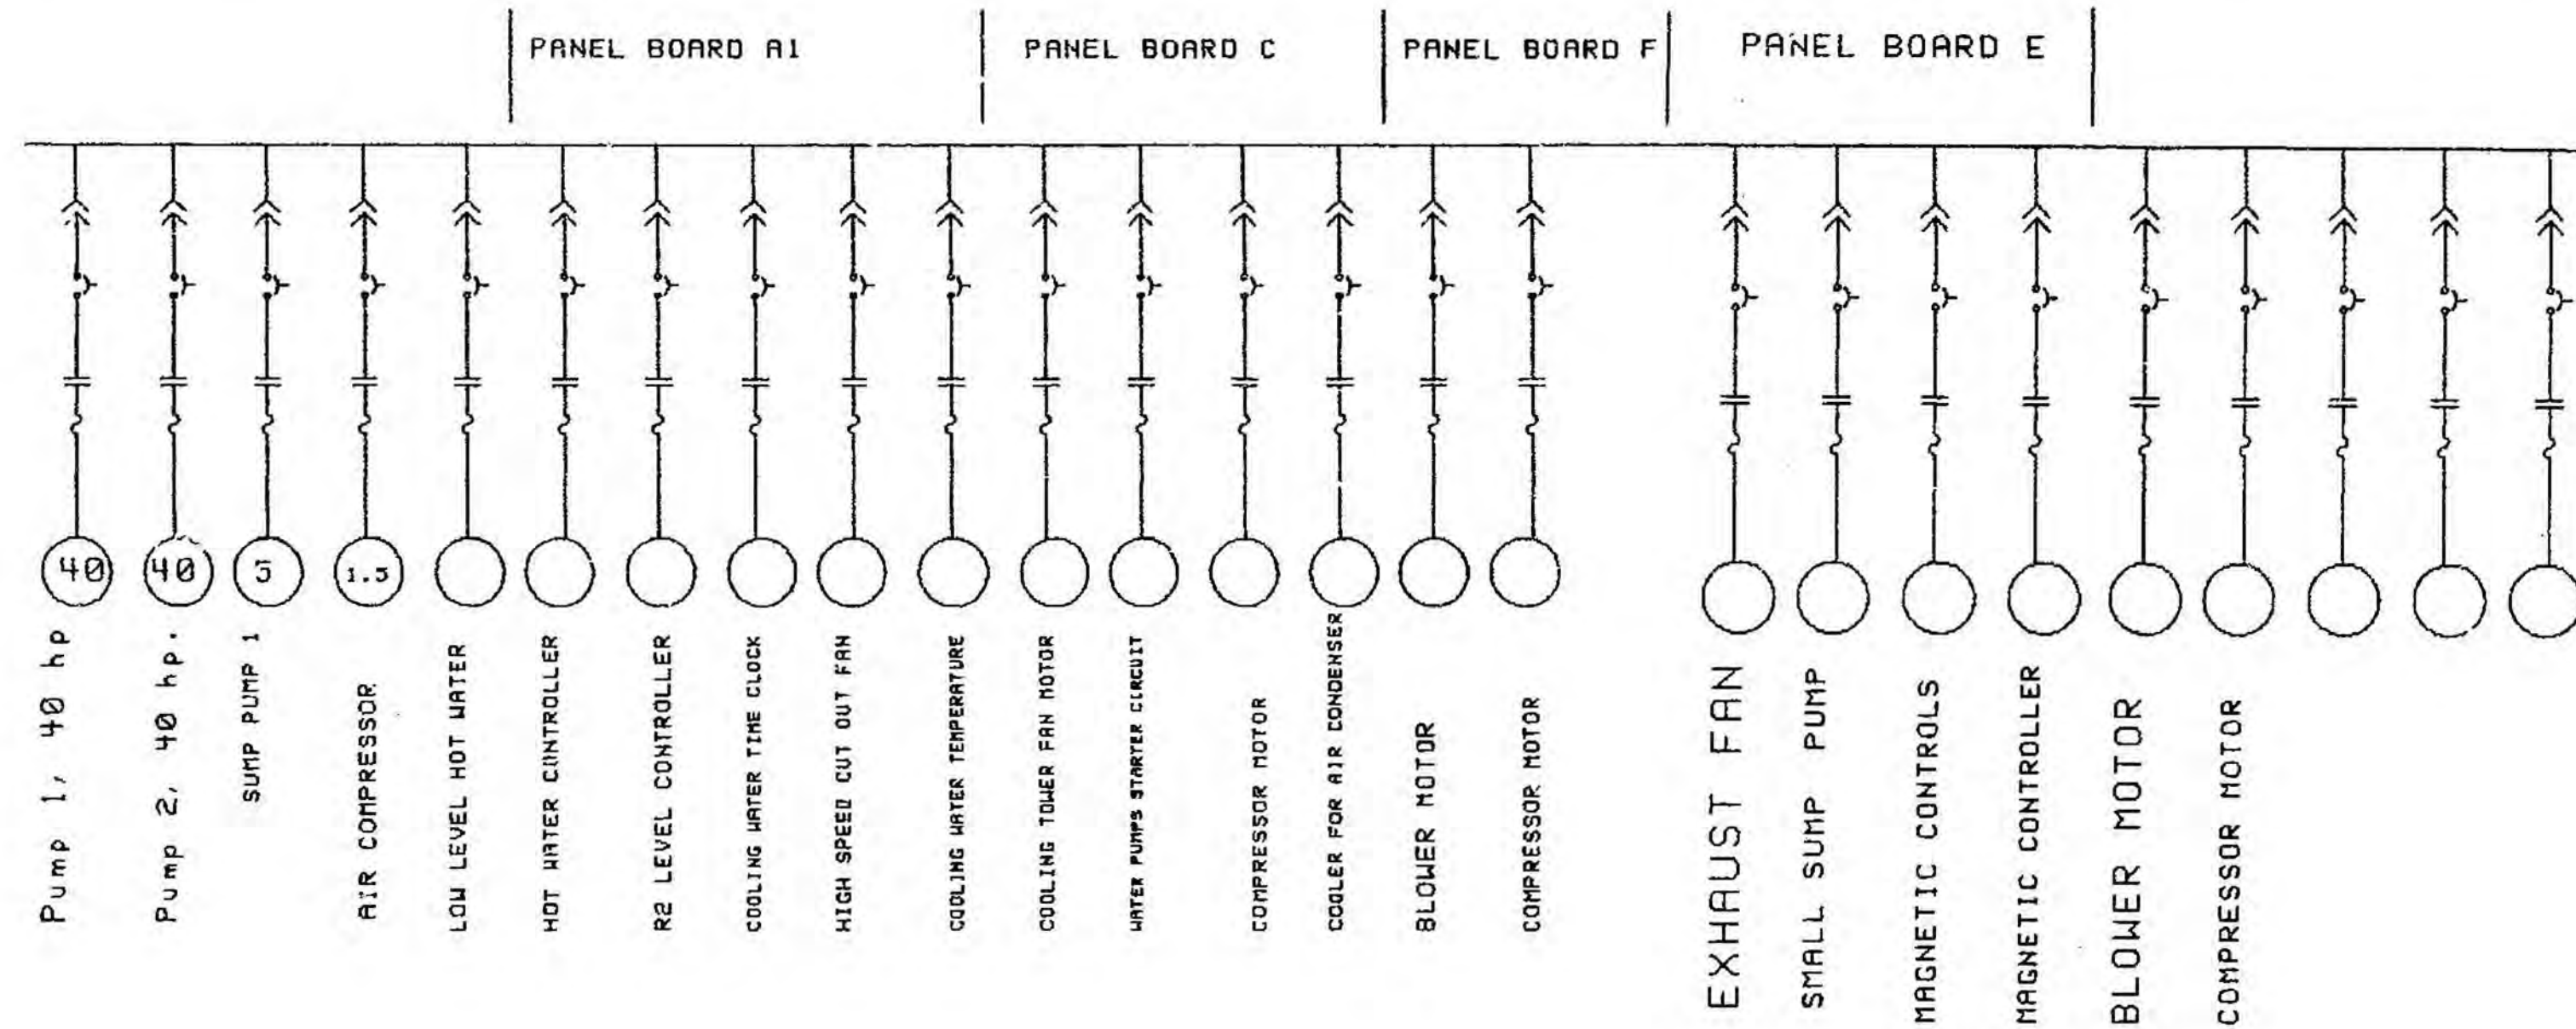 PANEL BOARD A1
PANEL BOARD C
PANEL BOARD F
PANEL BOARD E
40
40
5
1.5
Pump 1, 40 hp
Pump 2, 40 hp.
SUMP PUMP 1
AIR COMPRESSOR
LOW LEVEL HOT WATER
HOT WATER CINTROLLER
R2 LEVEL CONTROLLER
COOLING WATER TIME CLOCK
HIGH SPEED CUT OUT FAN
COOLING WATER TEMPERATURE
COOLING TOWER FAN MOTOR
WATER PUMPS STARTER CIRCUIT
COMPRESSOR MOTOR
COOLER FOR AIR CONDENSER
BLOWER MOTOR
COMPRESSOR MOTOR
EXHAUST FAN
SMALL SUMP PUMP
MAGNETIC CONTROLS
MAGNETIC CONTROLLER
BLOWER MOTOR
COMPRESSOR MOTOR